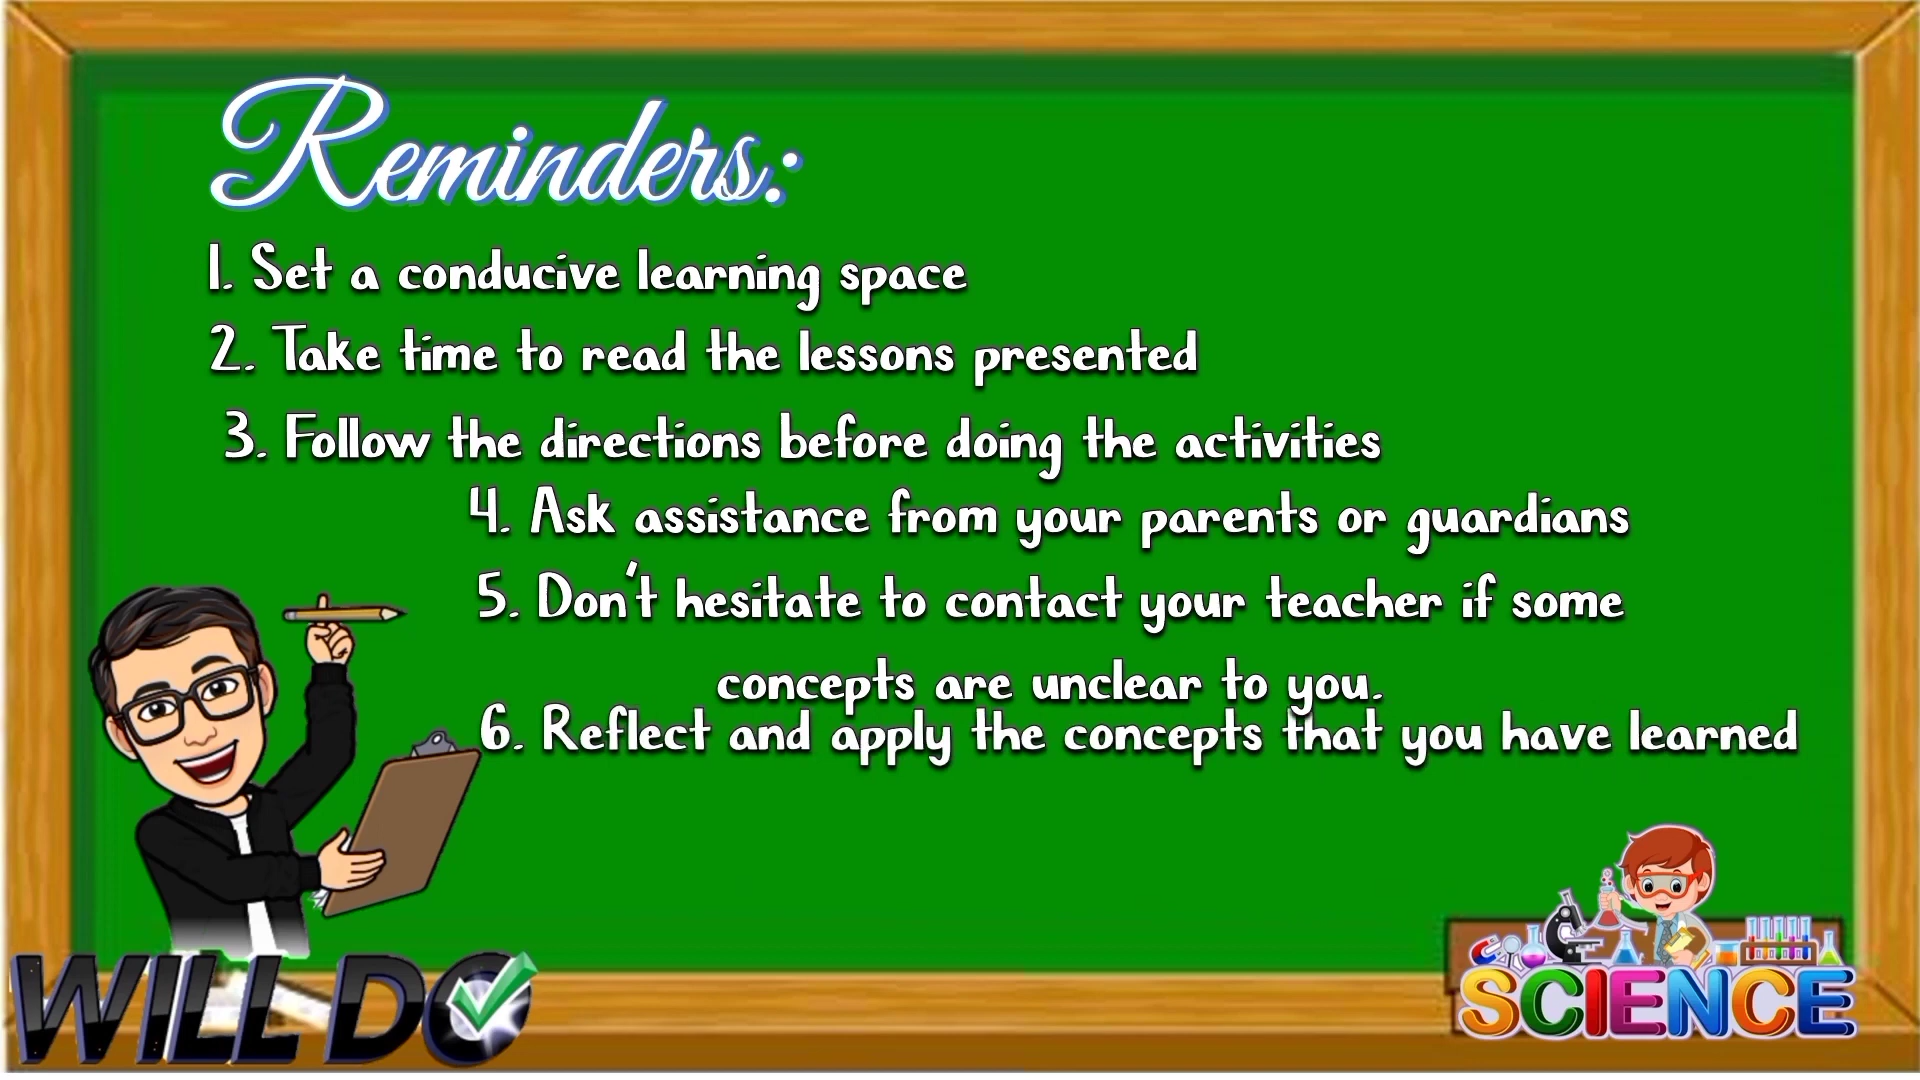 Reminders:
1. Set a conducive learning space
2. Take time to read the lessons presented
3. Follow the directions before doing the activities
4. Ask assistance from your parents or guardians
5. Don't hesitate to contact your teacher if some
concepts are unclear to you.
6. Reflect and apply the concepts that you have learned
WILL DO
SCIENCE